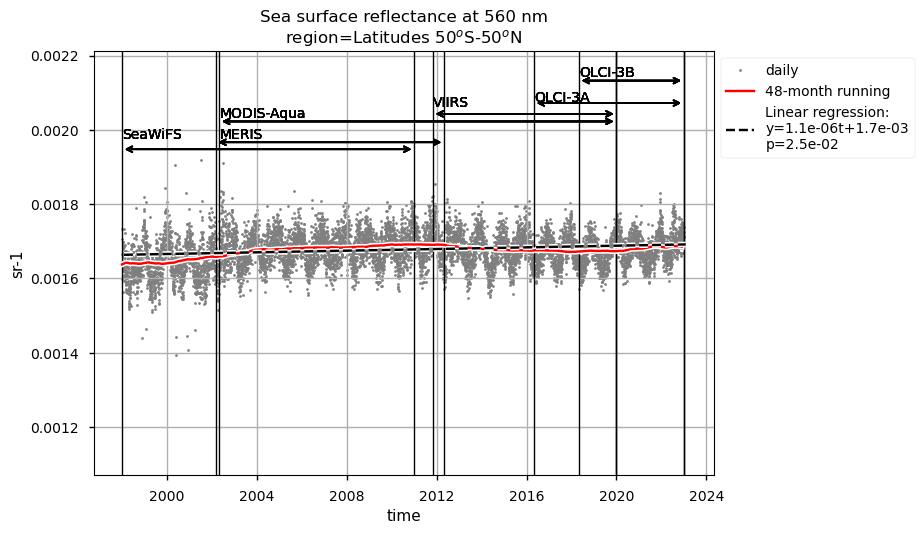 Sea surface reflectance at 560 nm
region=Latitudes 50°S-50°N
0.0022
0.0020
0.0018
0.0016
0.0014
0.0012
sr-1
OLCI-3B
OLCI-3A
VIIRS
MODIS-Aqua
SeaWiFS
MERIS
2000
2004
2008
2012
2016
2020
2024
time
daily
48-month running
Linear regression:
y=1.1e-06t+1.7e-03
p=2.5e-02